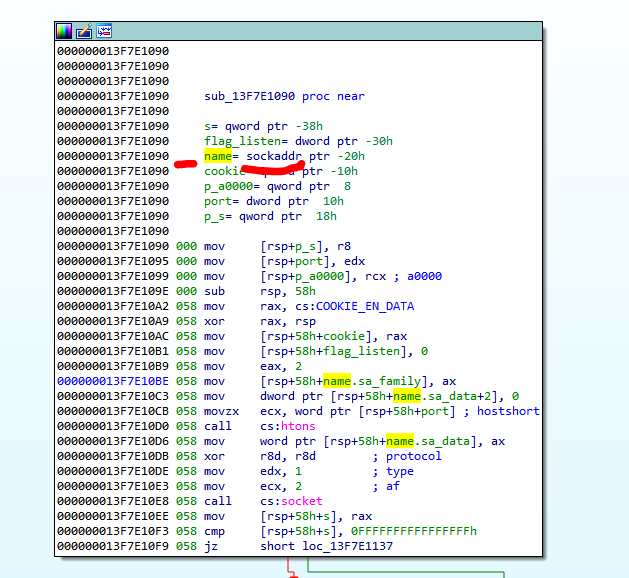 000000013F7E1090
000000013F7E1090
000000013F7E1090
000000013F7E1090 sub_13F7E1090 proc near
000000013F7E1090
000000013F7E1090 s= qword ptr -38h
000000013F7E1090 flag_listen= dword ptr -30h
000000013F7E1090 name= sockaddr ptr -20h
000000013F7E1090 cookie= qword ptr -10h
000000013F7E1090 p_a0000= qword ptr 8
000000013F7E1090 port= dword ptr 10h
000000013F7E1090 p_s= qword ptr 18h
000000013F7E1090
000000013F7E1090 000 mov [rsp+p_s], r8
000000013F7E1095 000 mov [rsp+port], edx
000000013F7E1099 000 mov [rsp+p_a0000], rcx ; a0000
000000013F7E109E 000 sub rsp, 58h
000000013F7E10A2 058 mov rax, cs:COOKIE_EN_DATA
000000013F7E10A9 058 xor rax, rsp
000000013F7E10AC 058 mov [rsp+58h+cookie], rax
000000013F7E10B1 058 mov [rsp+58h+flag_listen], 0
000000013F7E10B9 058 mov eax, 2
000000013F7E10BE 058 mov [rsp+58h+name.sa_family], ax
000000013F7E10C3 058 mov dword ptr [rsp+58h+name.sa_data+2], 0
000000013F7E10CB 058 movzx ecx, word ptr [rsp+58h+port] ; hostshort
000000013F7E10D0 058 call cs:htons
000000013F7E10D6 058 mov word ptr [rsp+58h+name.sa_data], ax
000000013F7E10DB 058 xor r8d, r8d ; protocol
000000013F7E10DE 058 mov edx, 1 ; type
000000013F7E10E3 058 mov ecx, 2 ; af
000000013F7E10E8 058 call cs:socket
000000013F7E10EE 058 mov [rsp+58h+s], rax
000000013F7E10F3 058 cmp [rsp+58h+s], 0FFFFFFFFFFFFFFFFh
000000013F7E10F9 058 jz short loc_13F7E1137